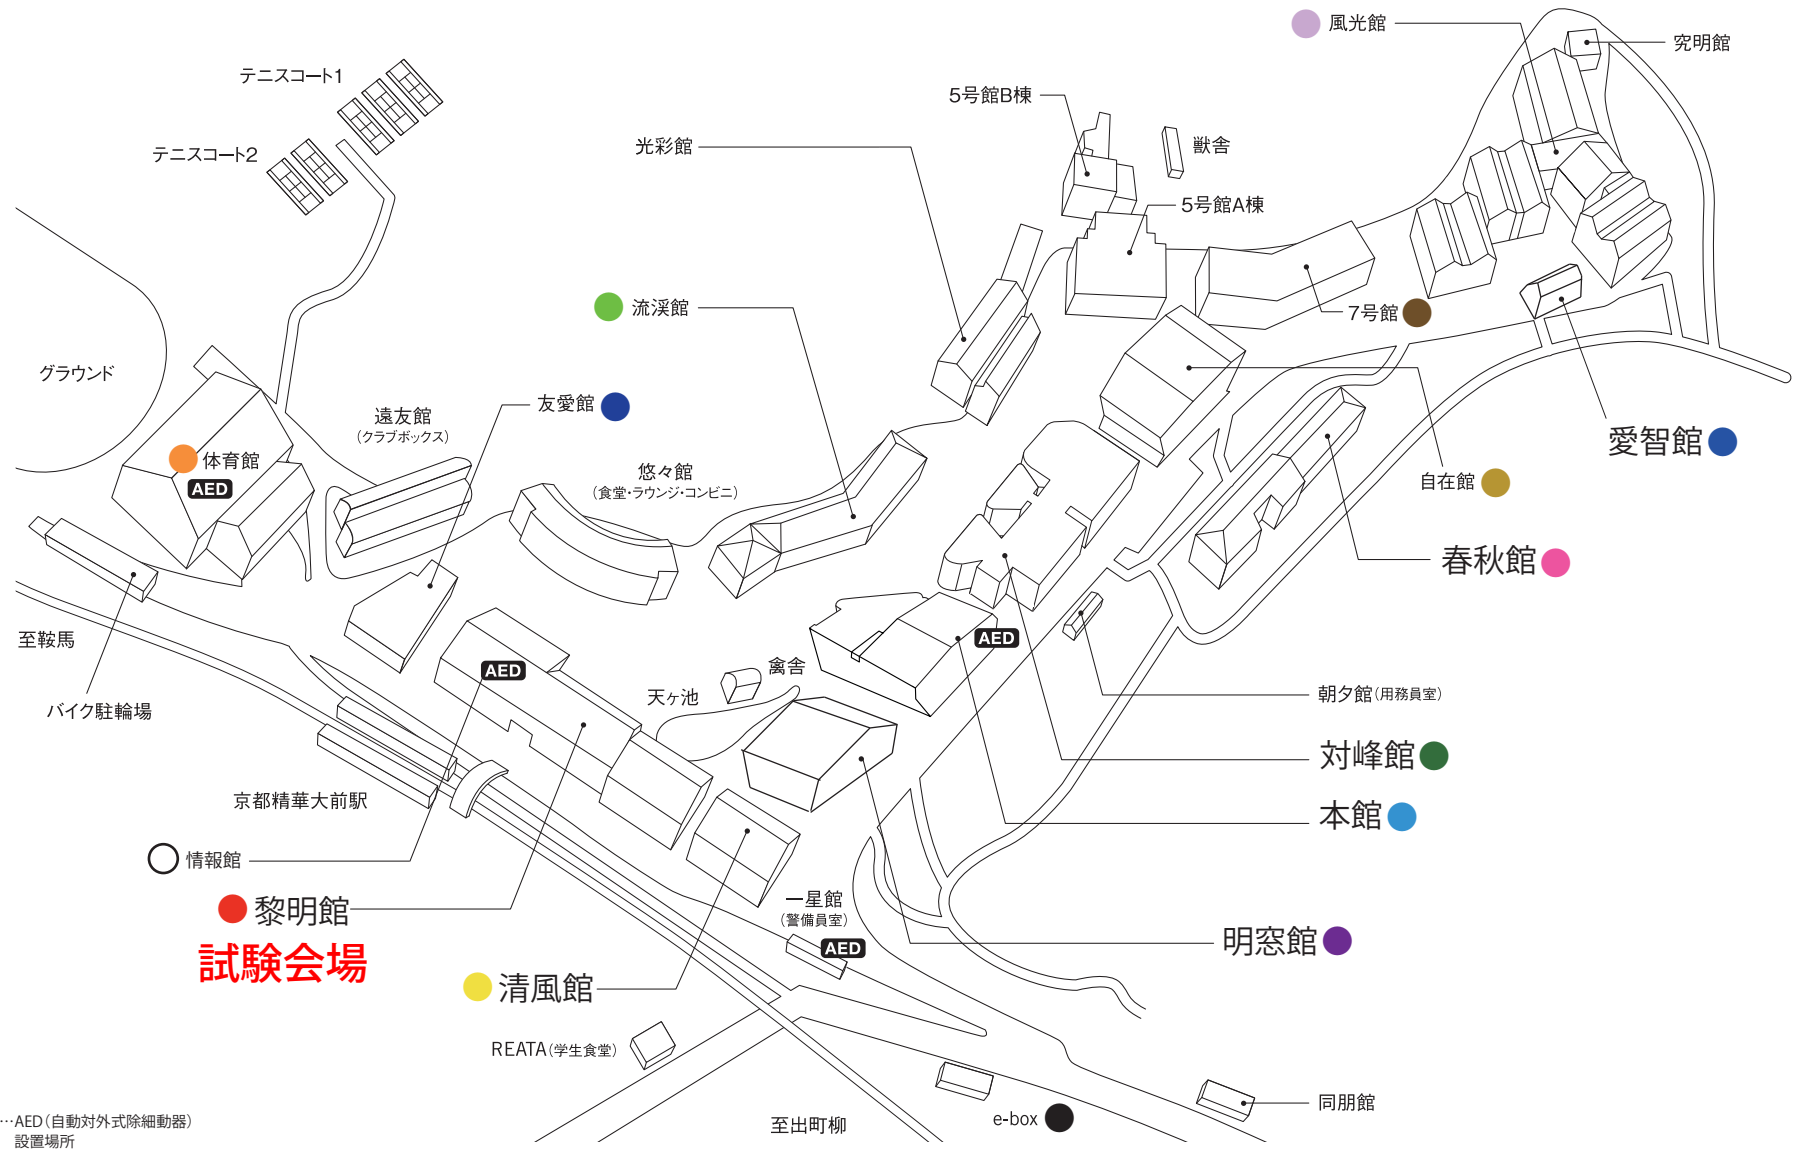 風光館
究明館
テニスコート1
5号館B棟
光彩館
獣舎
テニスコート2
5号館A棟
流渓館
7号館
グラウンド
友愛館
遠友館
(クラブボックス)
愛智館
体育館
AED
悠々館
(食堂・ラウンジ・コンビニ)
自在館
春秋館
至鞍馬
AED
AED
禽舎
天ヶ池
朝夕館(用務員室)
バイク駐輪場
対峰館
京都精華大前駅
本館
情報館
黎明館
試験会場
一星館
(警備員室)
AED
明窓館
清風館
REATA(学生食堂)
同朋館
e-box
至出町柳
…AED(自動対外式除細動器)
設置場所